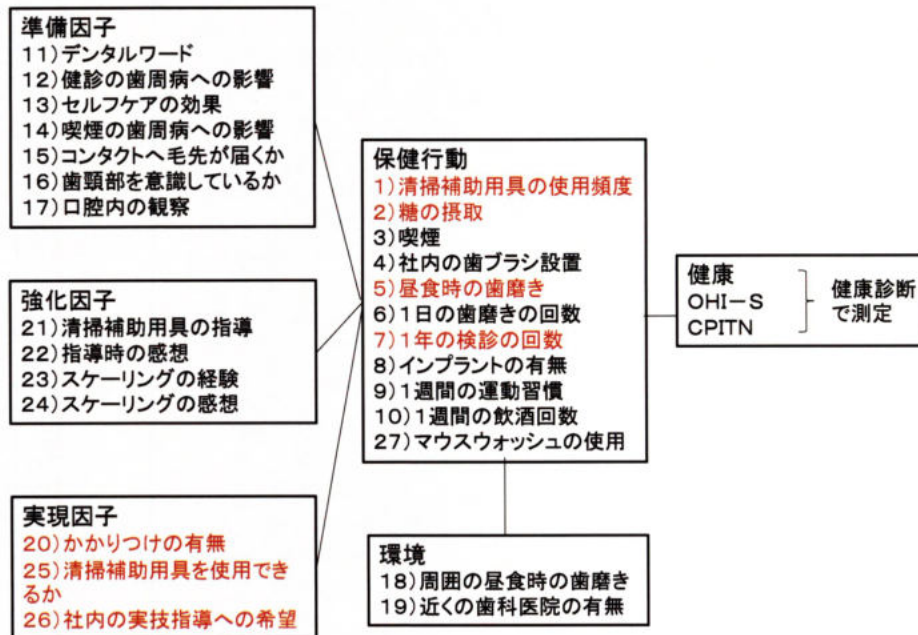 準備因子
11)デンタルワード
12)健診の歯周病への影響
13)セルフケアの効果
14)喫煙の歯周病への影響
15)コンタクトへ毛先が届くか
16)歯頸部を意識しているか
17)口腔内の観察
強化因子
21)清掃補助用具の指導
22)指導時の感想
23)スケーリングの経験
24)スケーリングの感想
実現因子
20)かかりつけの有無
25)清掃補助用具を使用でき
るか
26)社内の実技指導への希望
保健行動
1)清掃補助用具の使用頻度
2)糖の摂取
3)喫煙
4)社内の歯ブラシ設置
5)昼食時の歯磨き
6)1日の歯磨きの回数
7)1年の検診の回数
8)インプラントの有無
9)1週間の運動習慣
10)1週間の飲酒回数
27)マウスウォッシュの使用
環境
18)周囲の昼食時の歯磨き
19)近くの歯科医院の有無
健康
OHI-S
CPITN
健康診断
で測定